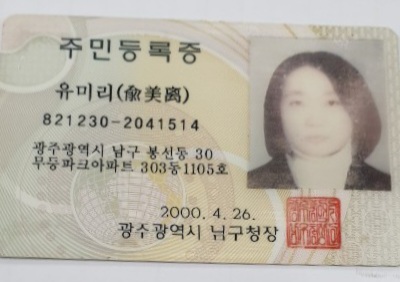 주민등록증
유미리(兪美离)
821230-2041514
광주광역시 남구 봉선동 30
무등파크아파트 303동1105호
2000. 4. 26.
광주광역시 남구청장